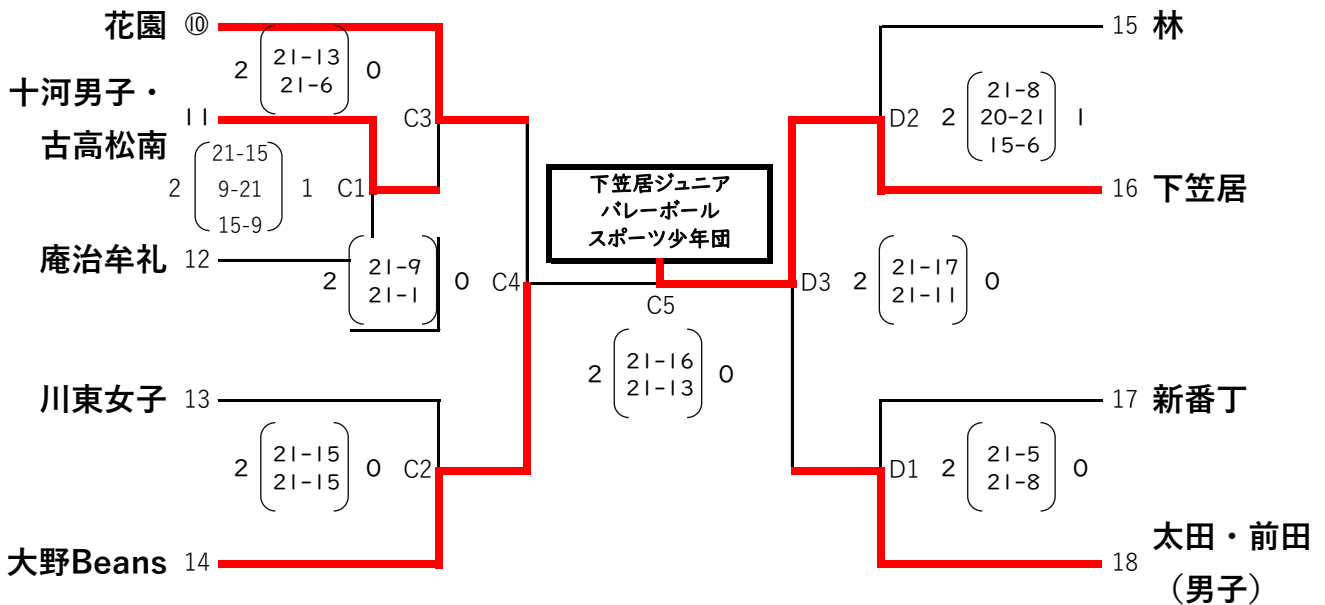 花園 ⑩
2 21-13 0
21-6
十河男子・
古高松南 11
C3
21-15
2 9-21 1 C1
15-9
庵治牟礼 12
2 21-9 0
21-1
C4
川東女子 13
2 21-15 0 C2
21-15
大野Beans 14
下笠居ジュニア
バレーボール
スポーツ少年団
C5
2 21-16 0
21-13
15 林
D2 2 21-8 1
20-21
15-6
16 下笠居
D3 2 21-17 0
21-11
17 新番丁
D1 2 21-5 0
21-8
18 太田・前田
（男子）